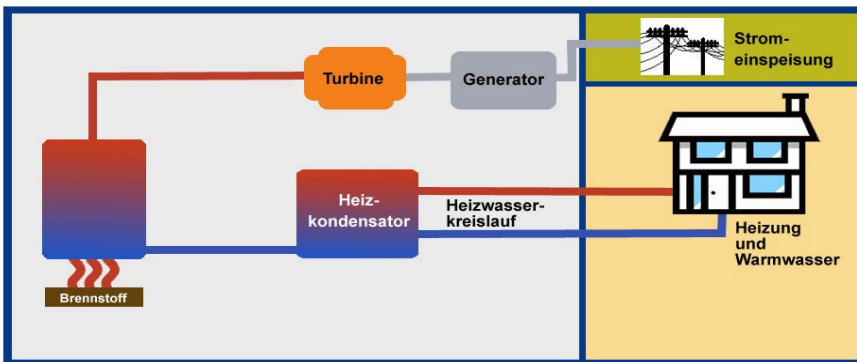 Turbine
Generator
Strom-
einspeisung
Heiz-
kondensator
Heizwasser-
kreislauf
Heizung
und
Warmwasser
Brennstoff